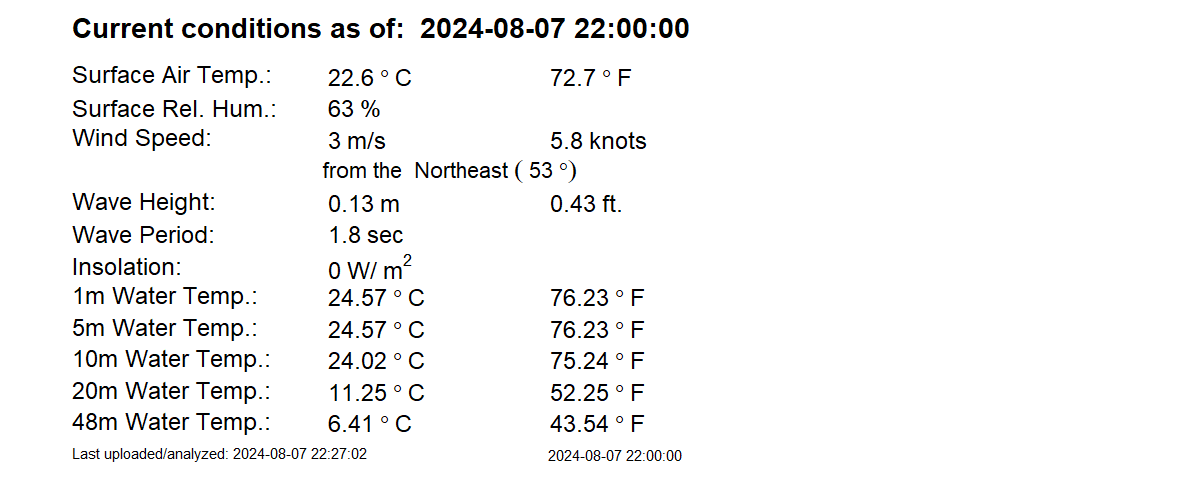 Current conditions as of:  2024-08-07 22:00:00
Surface Air Temp.: 22.6 ° C 72.7 ° F
Surface Rel. Hum.: 63 %
Wind Speed: 3 m/s 5.8 knots
from the  Northeast ( 53 °)
Wave Height: 0.13 m 0.43 ft.
Wave Period: 1.8 sec
Insolation: 0 W/ m²
1m Water Temp.: 24.57 ° C 76.23 ° F
5m Water Temp.: 24.57 ° C 76.23 ° F
10m Water Temp.: 24.02 ° C 75.24 ° F
20m Water Temp.: 11.25 ° C 52.25 ° F
48m Water Temp.: 6.41 ° C 43.54 ° F
Last uploaded/analyzed: 2024-08-07 22:27:02 2024-08-07 22:00:00